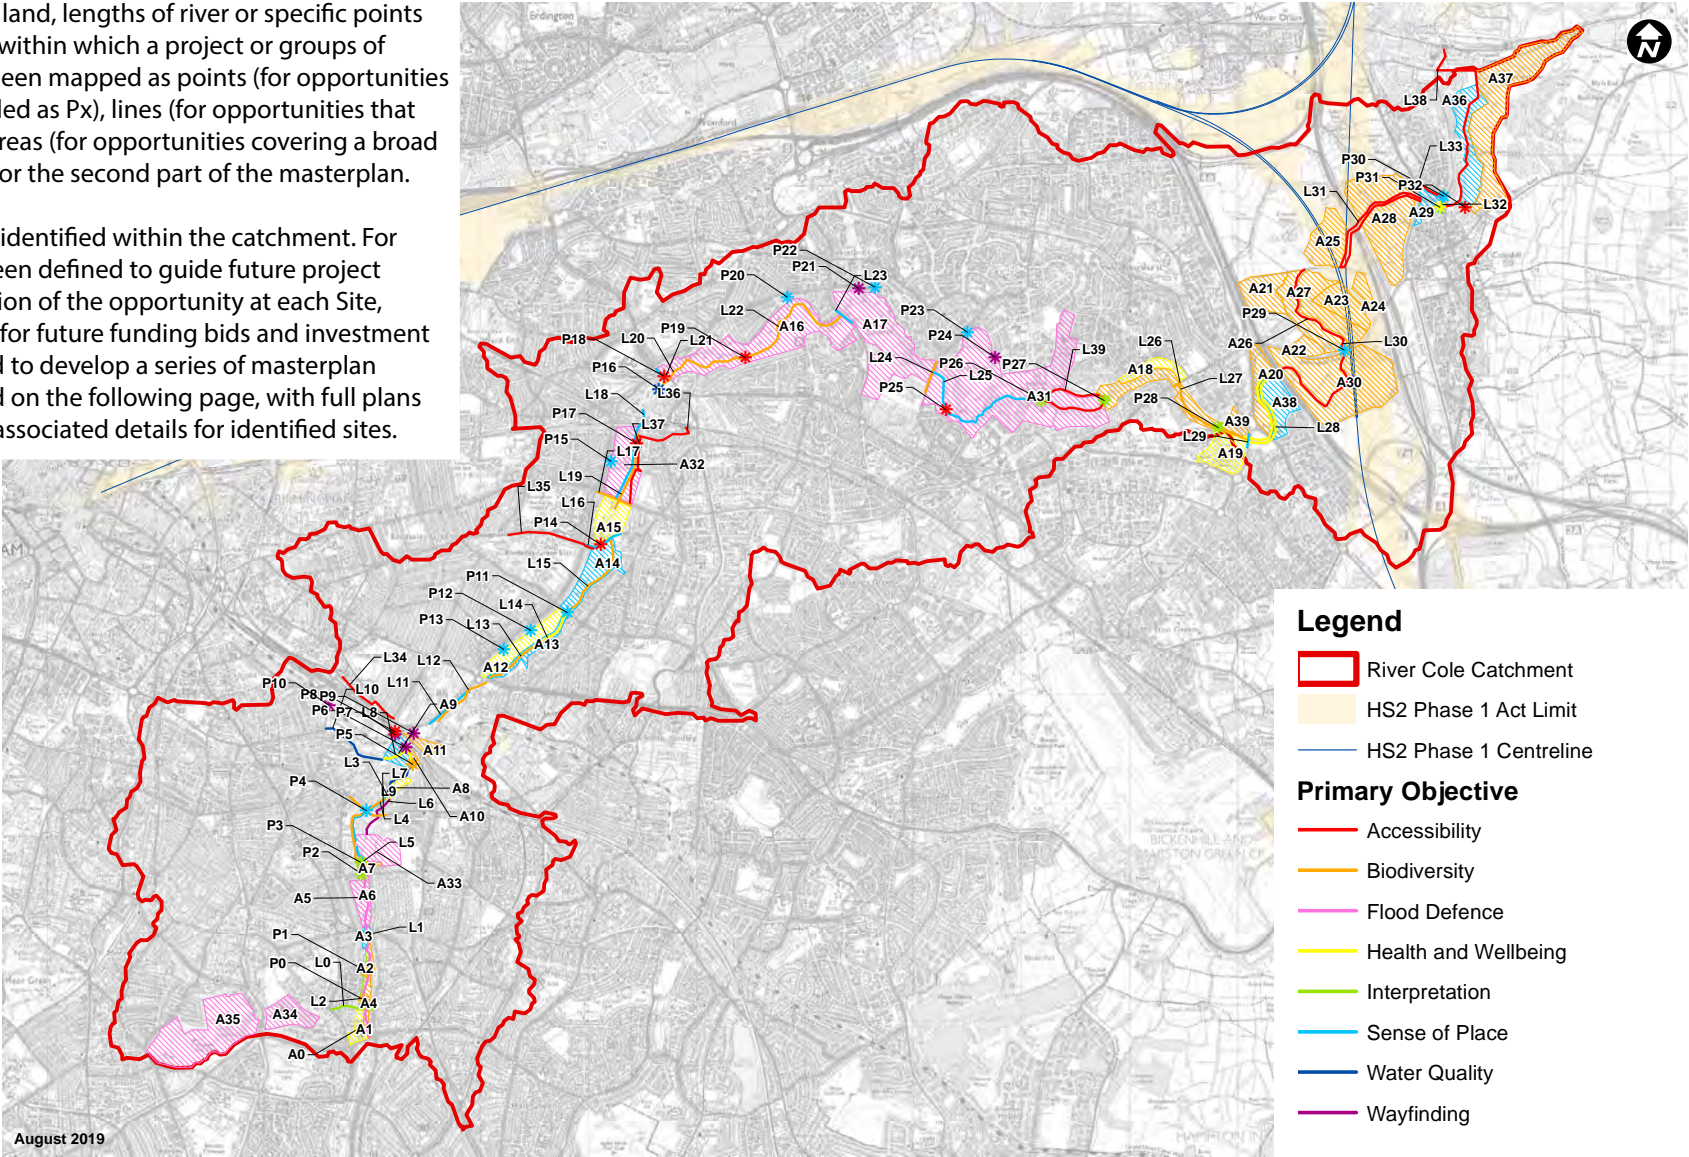 land, lengths of river or specific points
within which a project or groups of
een mapped as points (for opportunities
led as Px), lines (for opportunities that
reas (for opportunities covering a broad
or the second part of the masterplan.
identified within the catchment. For
een defined to guide future project
ion of the opportunity at each Site,
for future funding bids and investment
d to develop a series of masterplan
d on the following page, with full plans
associated details for identified sites.
N
Erdington
Bromford
A37
L38
A36
L33
P30
P31
P32
L31
L32
A28
A29
A25
P22
P21
L23
P20
A21
A27
A23
A24
L22
A16
A17
P23
P29
P18
L20
P19
L21
P24
A26
L30
L26
A22
P16
L24
P26
P27
L39
A18
L36
L25
L27
A20
A30
L18
P25
A31
P28
A38
P17
L37
A39
L28
P15
L17
L29
A32
A19
L19
L35
L16
P14
A15
L15
A14
P11
P12
L14
P13
L13
A13
L34
L12
A12
P10
L10
L11
P8
P9
A9
P6
P7
L8
P5
A11
L3
L7
P4
L9
A8
L6
L4
A10
P3
L5
P2
A7
A33
A5
A6
L1
P1
A3
P0
L0
A2
L2
A4
A35
A34
A1
A0
BICKENHILL AND
HAMPTON IN
August 2019
Legend
River Cole Catchment
HS2 Phase 1 Act Limit
HS2 Phase 1 Centreline
Primary Objective
Accessibility
Biodiversity
Flood Defence
Health and Wellbeing
Interpretation
Sense of Place
Water Quality
Wayfinding